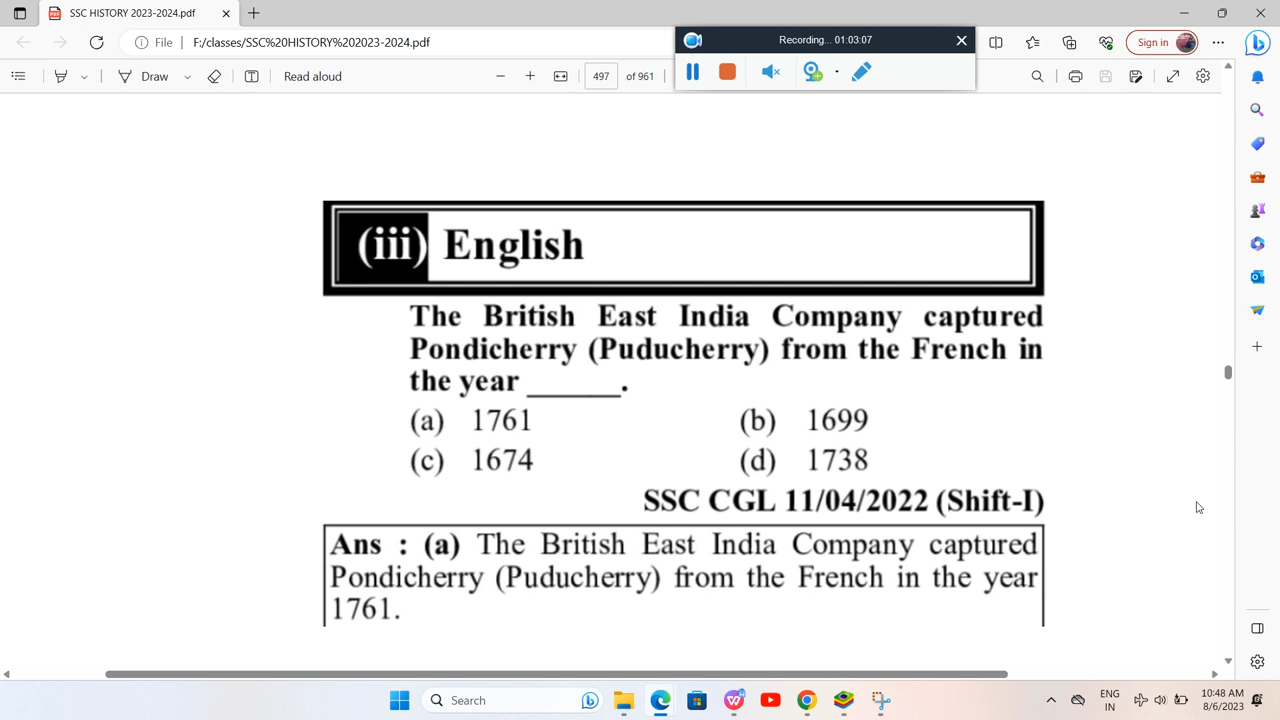 SSC HISTORY 2023-2024.pdf
Recording... 01:03:07
File F:/classes/SSC%20HISTORY%202023-2024.pdf
Sign in
Draw
Read aloud
497 of 961
(iii) English
The British East India Company captured
Pondicherry (Puducherry) from the French in
the year ______.
(a) 1761 (b) 1699
(c) 1674 (d) 1738
SSC CGL 11/04/2022 (Shift-I)
Ans : (a) The British East India Company captured
Pondicherry (Puducherry) from the French in the year
1761.
Search
ENG
IN
10:48 AM
8/6/2023